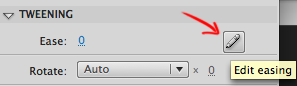 TWEENING
Ease: 0
Rotate: Auto x 0
Edit easing